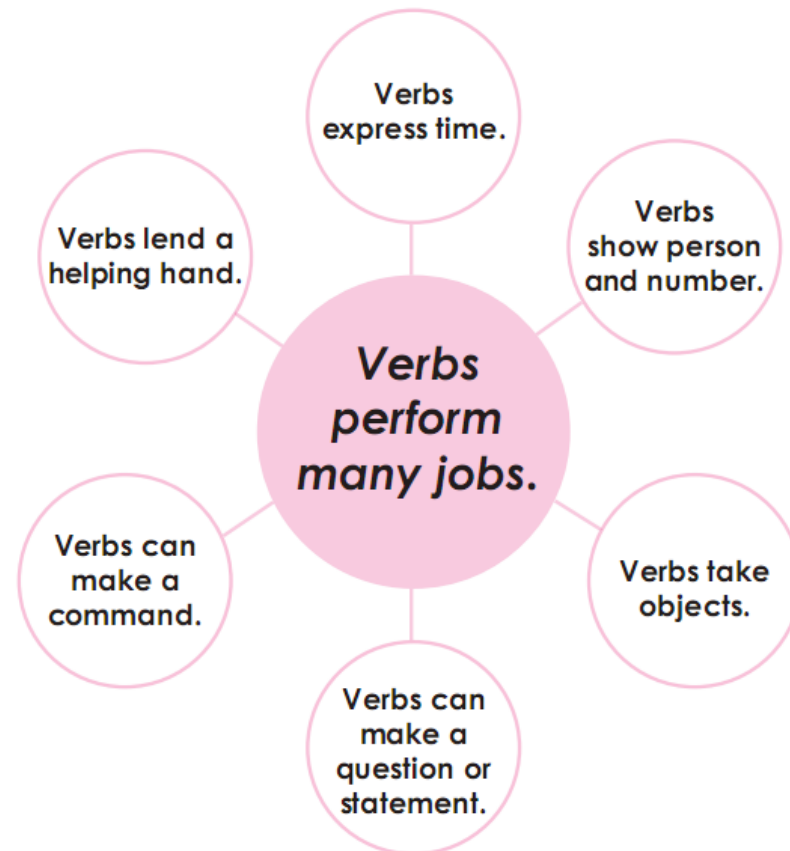 Verbs
perform
many jobs.
Verbs
express time.
Verbs
show person
and number.
Verbs take
objects.
Verbs can
make a
question or
statement.
Verbs can
make a
command.
Verbs lend a
helping hand.